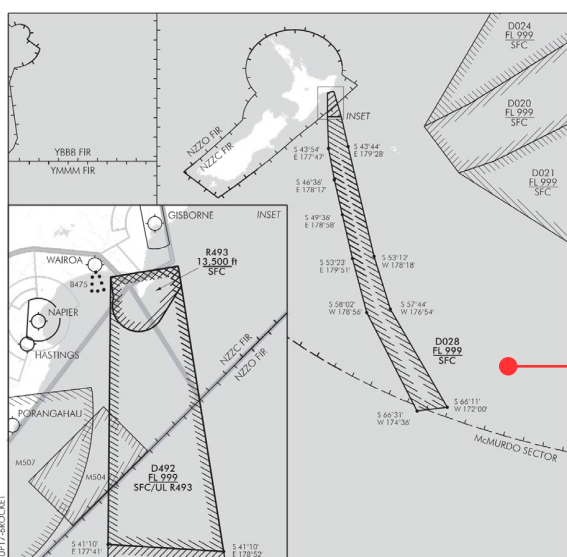 D024
FL 999
SFC
D020
FL 999
SFC
D021
FL 999
SFC
YBBB FIR
YMMM FIR
NZZO FIR
NZZC FIR
INSET
S 43°54'
E 177°47'
S 43°44'
E 179°28'
S 46°36'
E 178°17'
S 49°36'
E 178°58'
S 53°23'
E 179°51'
S 53°12'
W 178°18'
S 58°02'
W 178°56'
S 57°44'
W 176°54'
D028
FL 999
SFC
S 66°31'
W 174°36'
S 66°11'
W 172°00'
McMURDO SECTOR
INSET
GISBORNE
WAIROA
B475
R493
13,500 ft
SFC
NAPIER
HASTINGS
NZZC FIR
NZZO FIR
PORANGAHAU
M507
M504
D492
FL 999
SFC/UL R493
S 41°10'
E 177°41'
S 41°10'
E 178°52'